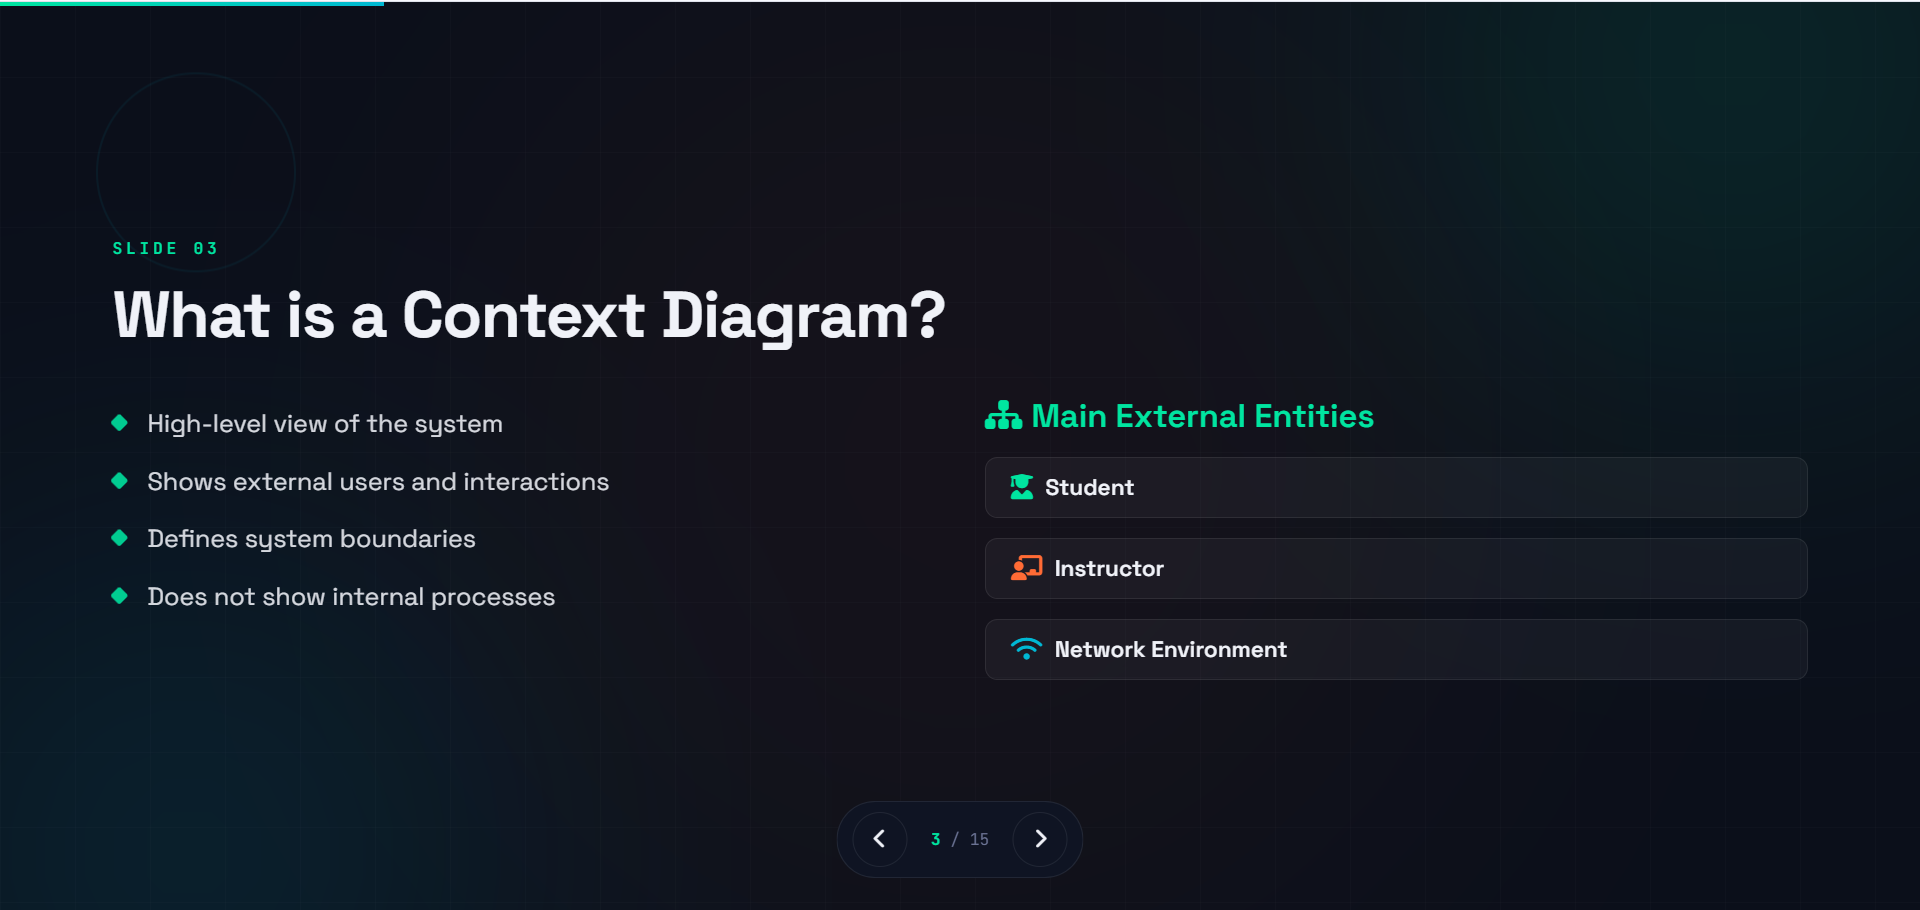 SLIDE 03
What is a Context Diagram?
High-level view of the system
Shows external users and interactions
Defines system boundaries
Does not show internal processes
Main External Entities
Student
Instructor
Network Environment
3 / 15